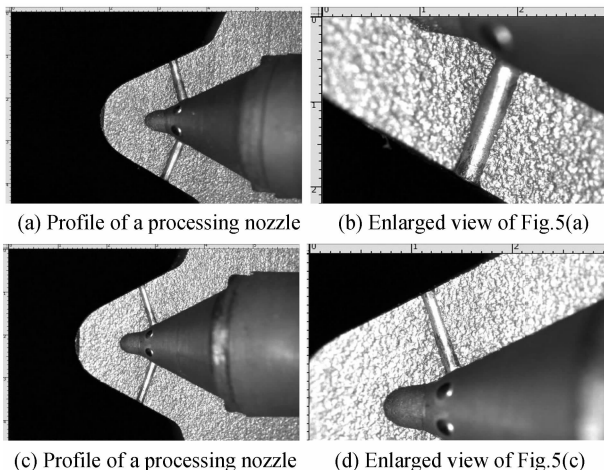 (a) Profile of a processing nozzle
(b) Enlarged view of Fig.5(a)
(c) Profile of a processing nozzle
(d) Enlarged view of Fig.5(c)